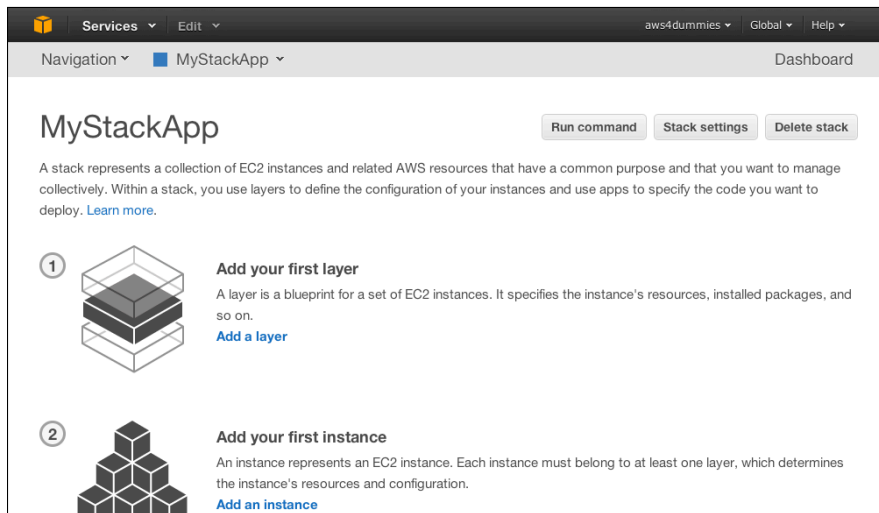 Services Edit aws4dummies Global Help
Navigation MyStackApp Dashboard
MyStackApp
Run command Stack settings Delete stack
A stack represents a collection of EC2 instances and related AWS resources that have a common purpose and that you want to manage
collectively. Within a stack, you use layers to define the configuration of your instances and use apps to specify the code you want to
deploy. Learn more.
1
Add your first layer
A layer is a blueprint for a set of EC2 instances. It specifies the instance's resources, installed packages, and
so on.
Add a layer
2
Add your first instance
An instance represents an EC2 instance. Each instance must belong to at least one layer, which determines
the instance's resources and configuration.
Add an instance